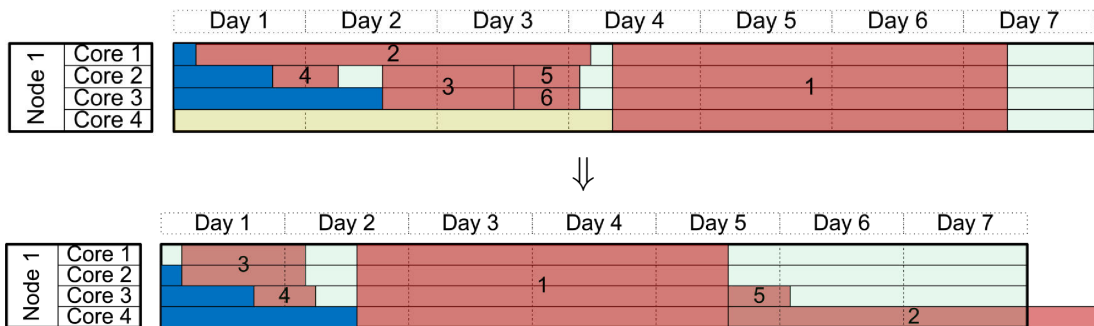 Day 1 Day 2 Day 3 Day 4 Day 5 Day 6 Day 7
Node 1
Core 1 2
Core 2 4 5
3 1
Core 3 6
Core 4
⇓
Day 1 Day 2 Day 3 Day 4 Day 5 Day 6 Day 7
Node 1
Core 1
3
Core 2
1
Core 3 4 5
Core 4 2